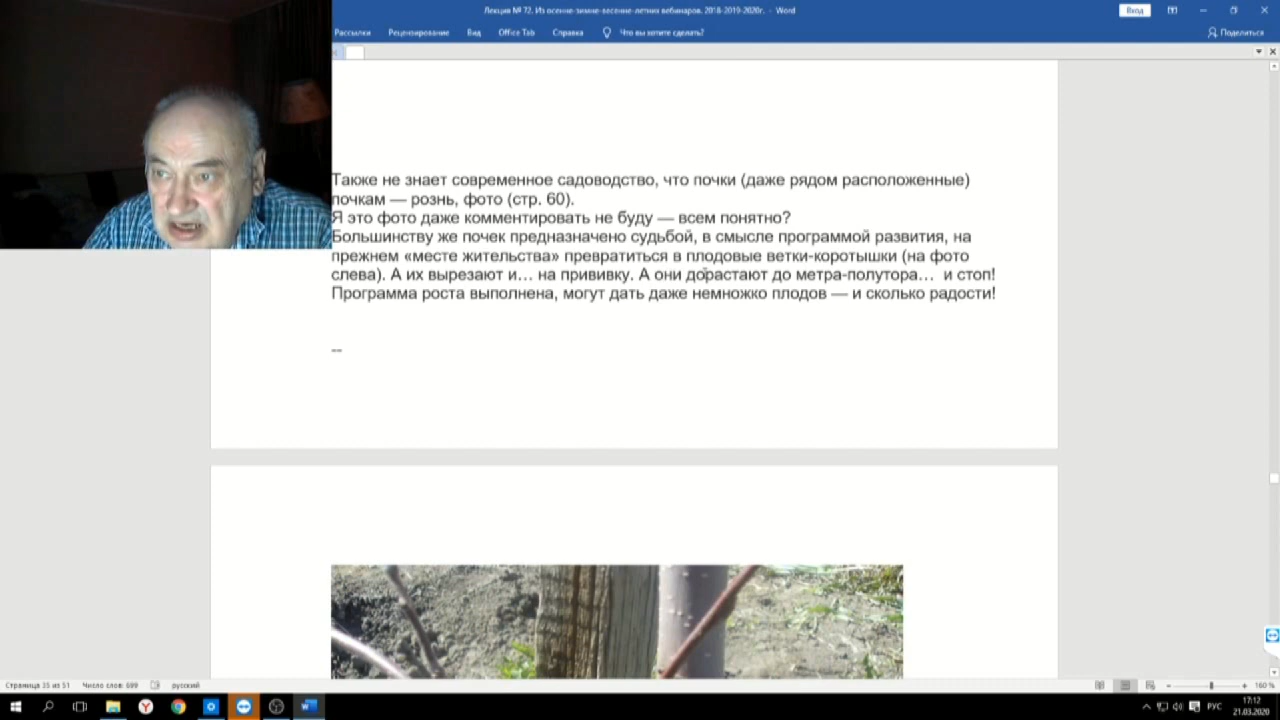 Лекция № 72. Из осенне-зимне-весенне-летних вебинаров. 2018-2019-2020г. - Word
Вход
Рассылки Рецензирование Вид Office Tab Справка Что вы хотите сделать? Поделиться
Также не знает современное садоводство, что почки (даже рядом расположенные)
почкам — рознь, фото (стр. 60).
Я это фото даже комментировать не буду — всем понятно?
Большинству же почек предназначено судьбой, в смысле программой развития, на
прежнем «месте жительства» превратиться в плодовые ветки-коротышки (на фото
слева). А их вырезают и... на прививку. А они дорастают до метра-полутора... и стоп!
Программа роста выполнена, могут дать даже немножко плодов — и сколько радости!
--
Страница 35 из 51 Число слов: 699 русский 160 %
17:12
РУС
21.03.2020